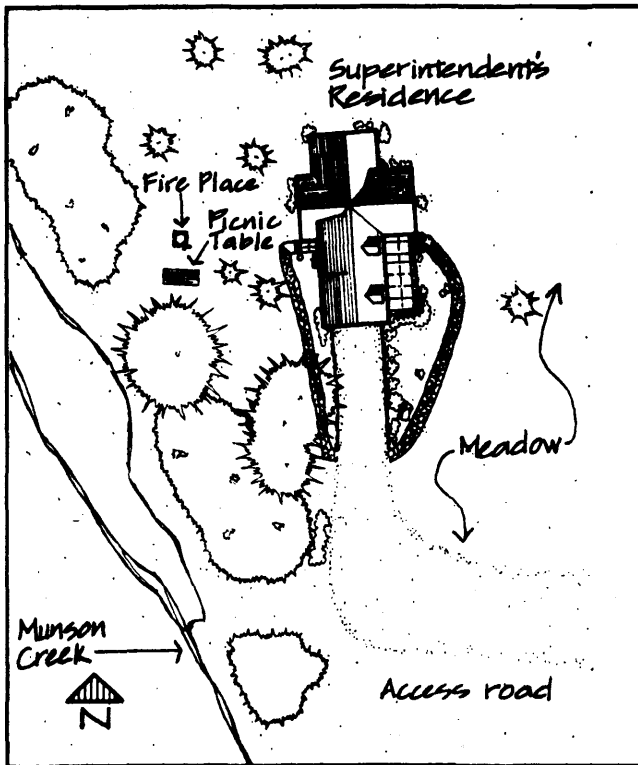 Superintendent's
Residence
Fire Place
Picnic
Table
Meadow
Munson
Creek
N
Access road